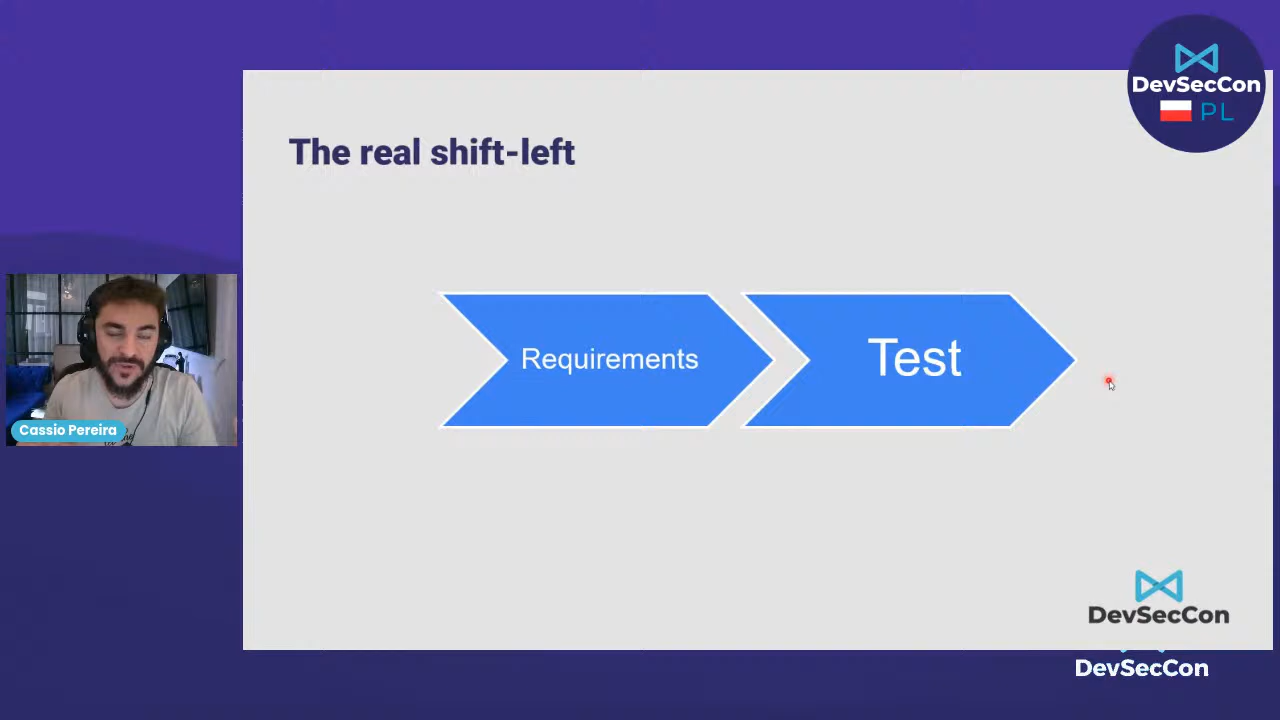 DevSecCon
PL
The real shift-left
Requirements
Test
Cassio Pereira
DevSecCon
DevSecCon